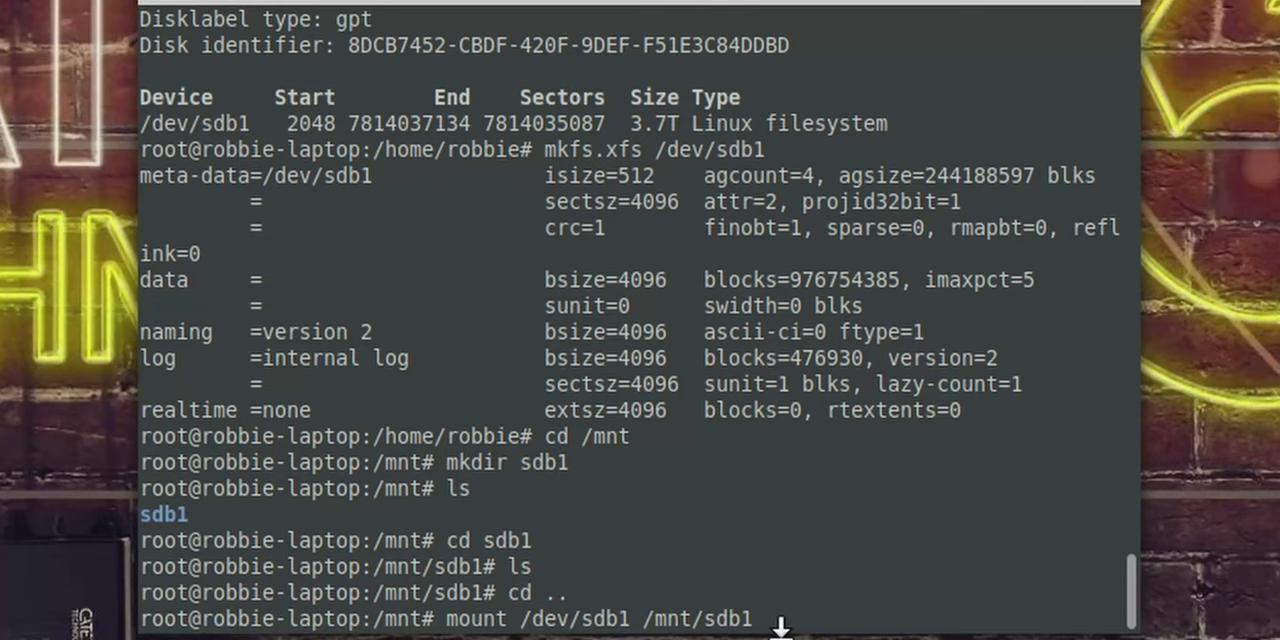 Disklabel type: gpt
Disk identifier: 8DCB7452-CBDF-420F-9DEF-F51E3C84DDBD
Device     Start        End    Sectors  Size Type
/dev/sdb1   2048 7814037134 7814035087  3.7T Linux filesystem
root@robbie-laptop:/home/robbie# mkfs.xfs /dev/sdb1
meta-data=/dev/sdb1              isize=512    agcount=4, agsize=244188597 blks
         =                       sectsz=4096  attr=2, projid32bit=1
         =                       crc=1        finobt=1, sparse=0, rmapbt=0, refl
ink=0
data     =                       bsize=4096   blocks=976754385, imaxpct=5
         =                       sunit=0      swidth=0 blks
naming   =version 2              bsize=4096   ascii-ci=0 ftype=1
log      =internal log           bsize=4096   blocks=476930, version=2
         =                       sectsz=4096  sunit=1 blks, lazy-count=1
realtime =none                   extsz=4096   blocks=0, rtextents=0
root@robbie-laptop:/home/robbie# cd /mnt
root@robbie-laptop:/mnt# mkdir sdb1
root@robbie-laptop:/mnt# ls
sdb1
root@robbie-laptop:/mnt# cd sdb1
root@robbie-laptop:/mnt/sdb1# ls
root@robbie-laptop:/mnt/sdb1# cd ..
root@robbie-laptop:/mnt# mount /dev/sdb1 /mnt/sdb1